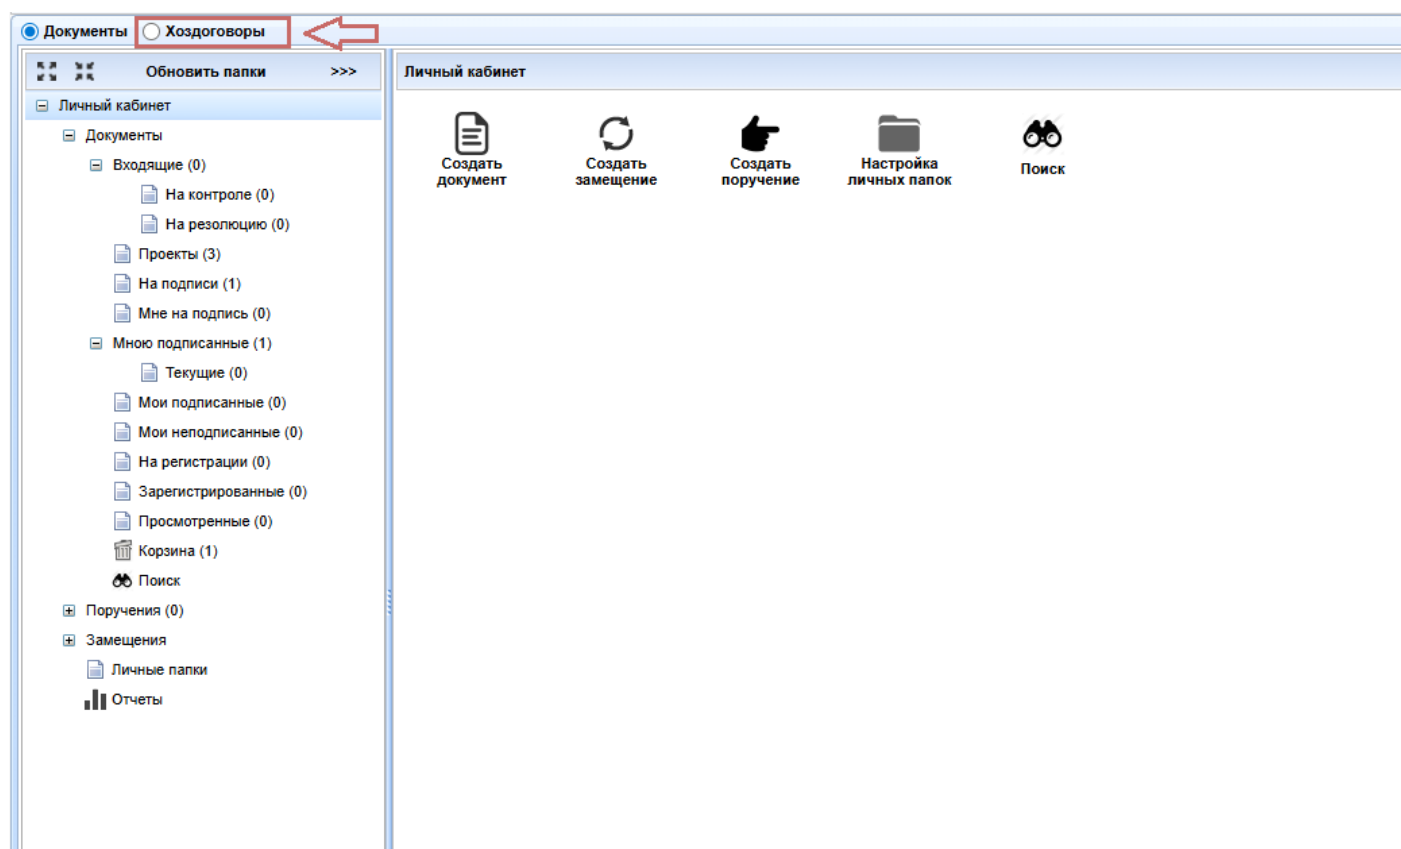 Документы Хоздоговоры
Обновить папки >>>
Личный кабинет
Документы
Входящие (0)
На контроле (0)
На резолюцию (0)
Проекты (3)
На подписи (1)
Мне на подпись (0)
Мною подписанные (1)
Текущие (0)
Мои подписанные (0)
Мои неподписанные (0)
На регистрации (0)
Зарегистрированные (0)
Просмотренные (0)
Корзина (1)
Поиск
Поручения (0)
Замещения
Личные папки
Отчеты
Личный кабинет
Создать
документ
Создать
замещение
Создать
поручение
Настройка
личных папок
Поиск